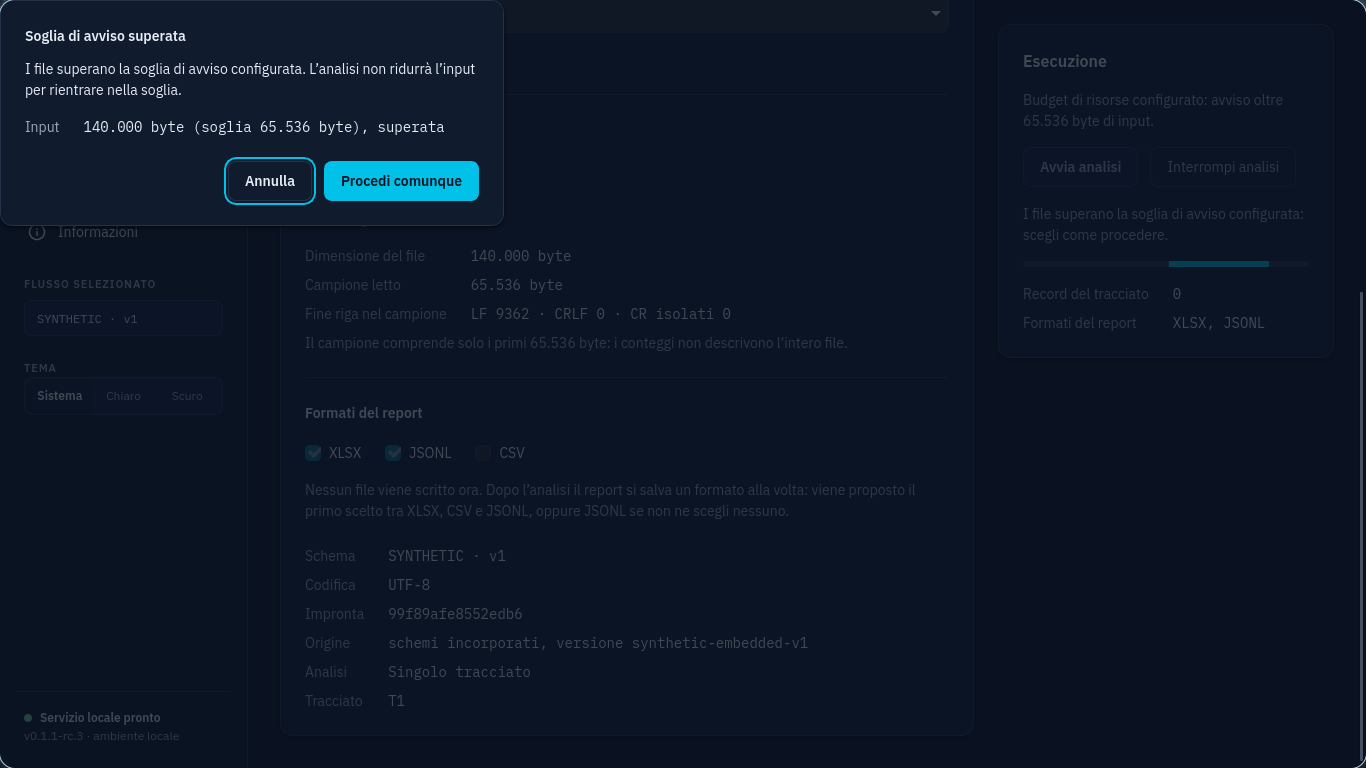 Soglia di avviso superata
I file superano la soglia di avviso configurata. L’analisi non ridurrà l’input
per rientrare nella soglia.
Input 140.000 byte (soglia 65.536 byte), superata
Annulla Procedi comunque
Informazioni
FLUSSO SELEZIONATO
SYNTHETIC · v1
TEMA
Sistema Chiaro Scuro
Servizio locale pronto
v0.1.1-rc.3 · ambiente locale
Dimensione del file 140.000 byte
Campione letto 65.536 byte
Fine riga nel campione LF 9362 · CRLF 0 · CR isolati 0
Il campione comprende solo i primi 65.536 byte: i conteggi non descrivono l’intero file.
Formati del report
XLSX JSONL CSV
Nessun file viene scritto ora. Dopo l’analisi il report si salva un formato alla volta: viene proposto il
primo scelto tra XLSX, CSV e JSONL, oppure JSONL se non ne scegli nessuno.
Schema SYNTHETIC · v1
Codifica UTF-8
Impronta 99f89afe8552edb6
Origine schemi incorporati, versione synthetic-embedded-v1
Analisi Singolo tracciato
Tracciato T1
Esecuzione
Budget di risorse configurato: avviso oltre
65.536 byte di input.
Avvia analisi Interrompi analisi
I file superano la soglia di avviso configurata:
scegli come procedere.
Record del tracciato 0
Formati del report XLSX, JSONL